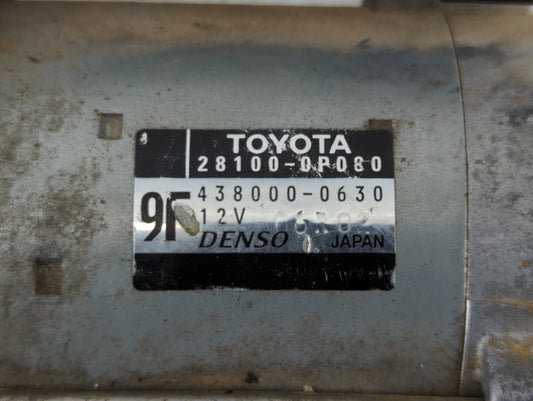 TOYOTA
28100-0P080
9F 438000-0630
12V
DENSO JAPAN